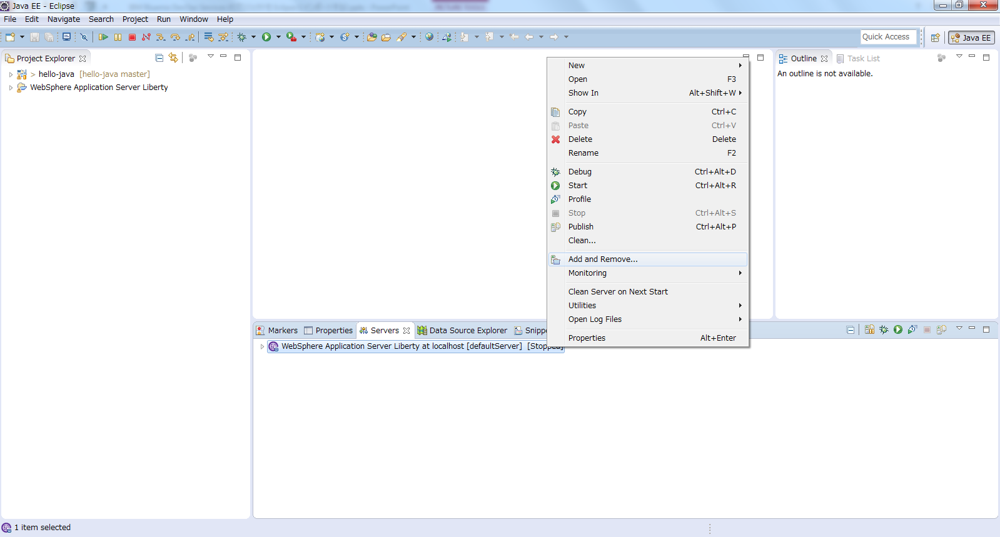 Java EE - Eclipse
File Edit Navigate Search Project Run Window Help
Quick Access
Java EE
Project Explorer
> hello-java [hello-java master]
WebSphere Application Server Liberty
New
Open F3
Show In Alt+Shift+W
Copy Ctrl+C
Paste Ctrl+V
Delete Delete
Rename F2
Debug Ctrl+Alt+D
Start Ctrl+Alt+R
Profile
Stop Ctrl+Alt+S
Publish Ctrl+Alt+P
Clean...
Add and Remove...
Monitoring
Clean Server on Next Start
Utilities
Open Log Files
Properties Alt+Enter
Outline Task List
An outline is not available.
Markers Properties Servers Data Source Explorer Snippe
WebSphere Application Server Liberty at localhost [defaultServer] [Stopped]
1 item selected